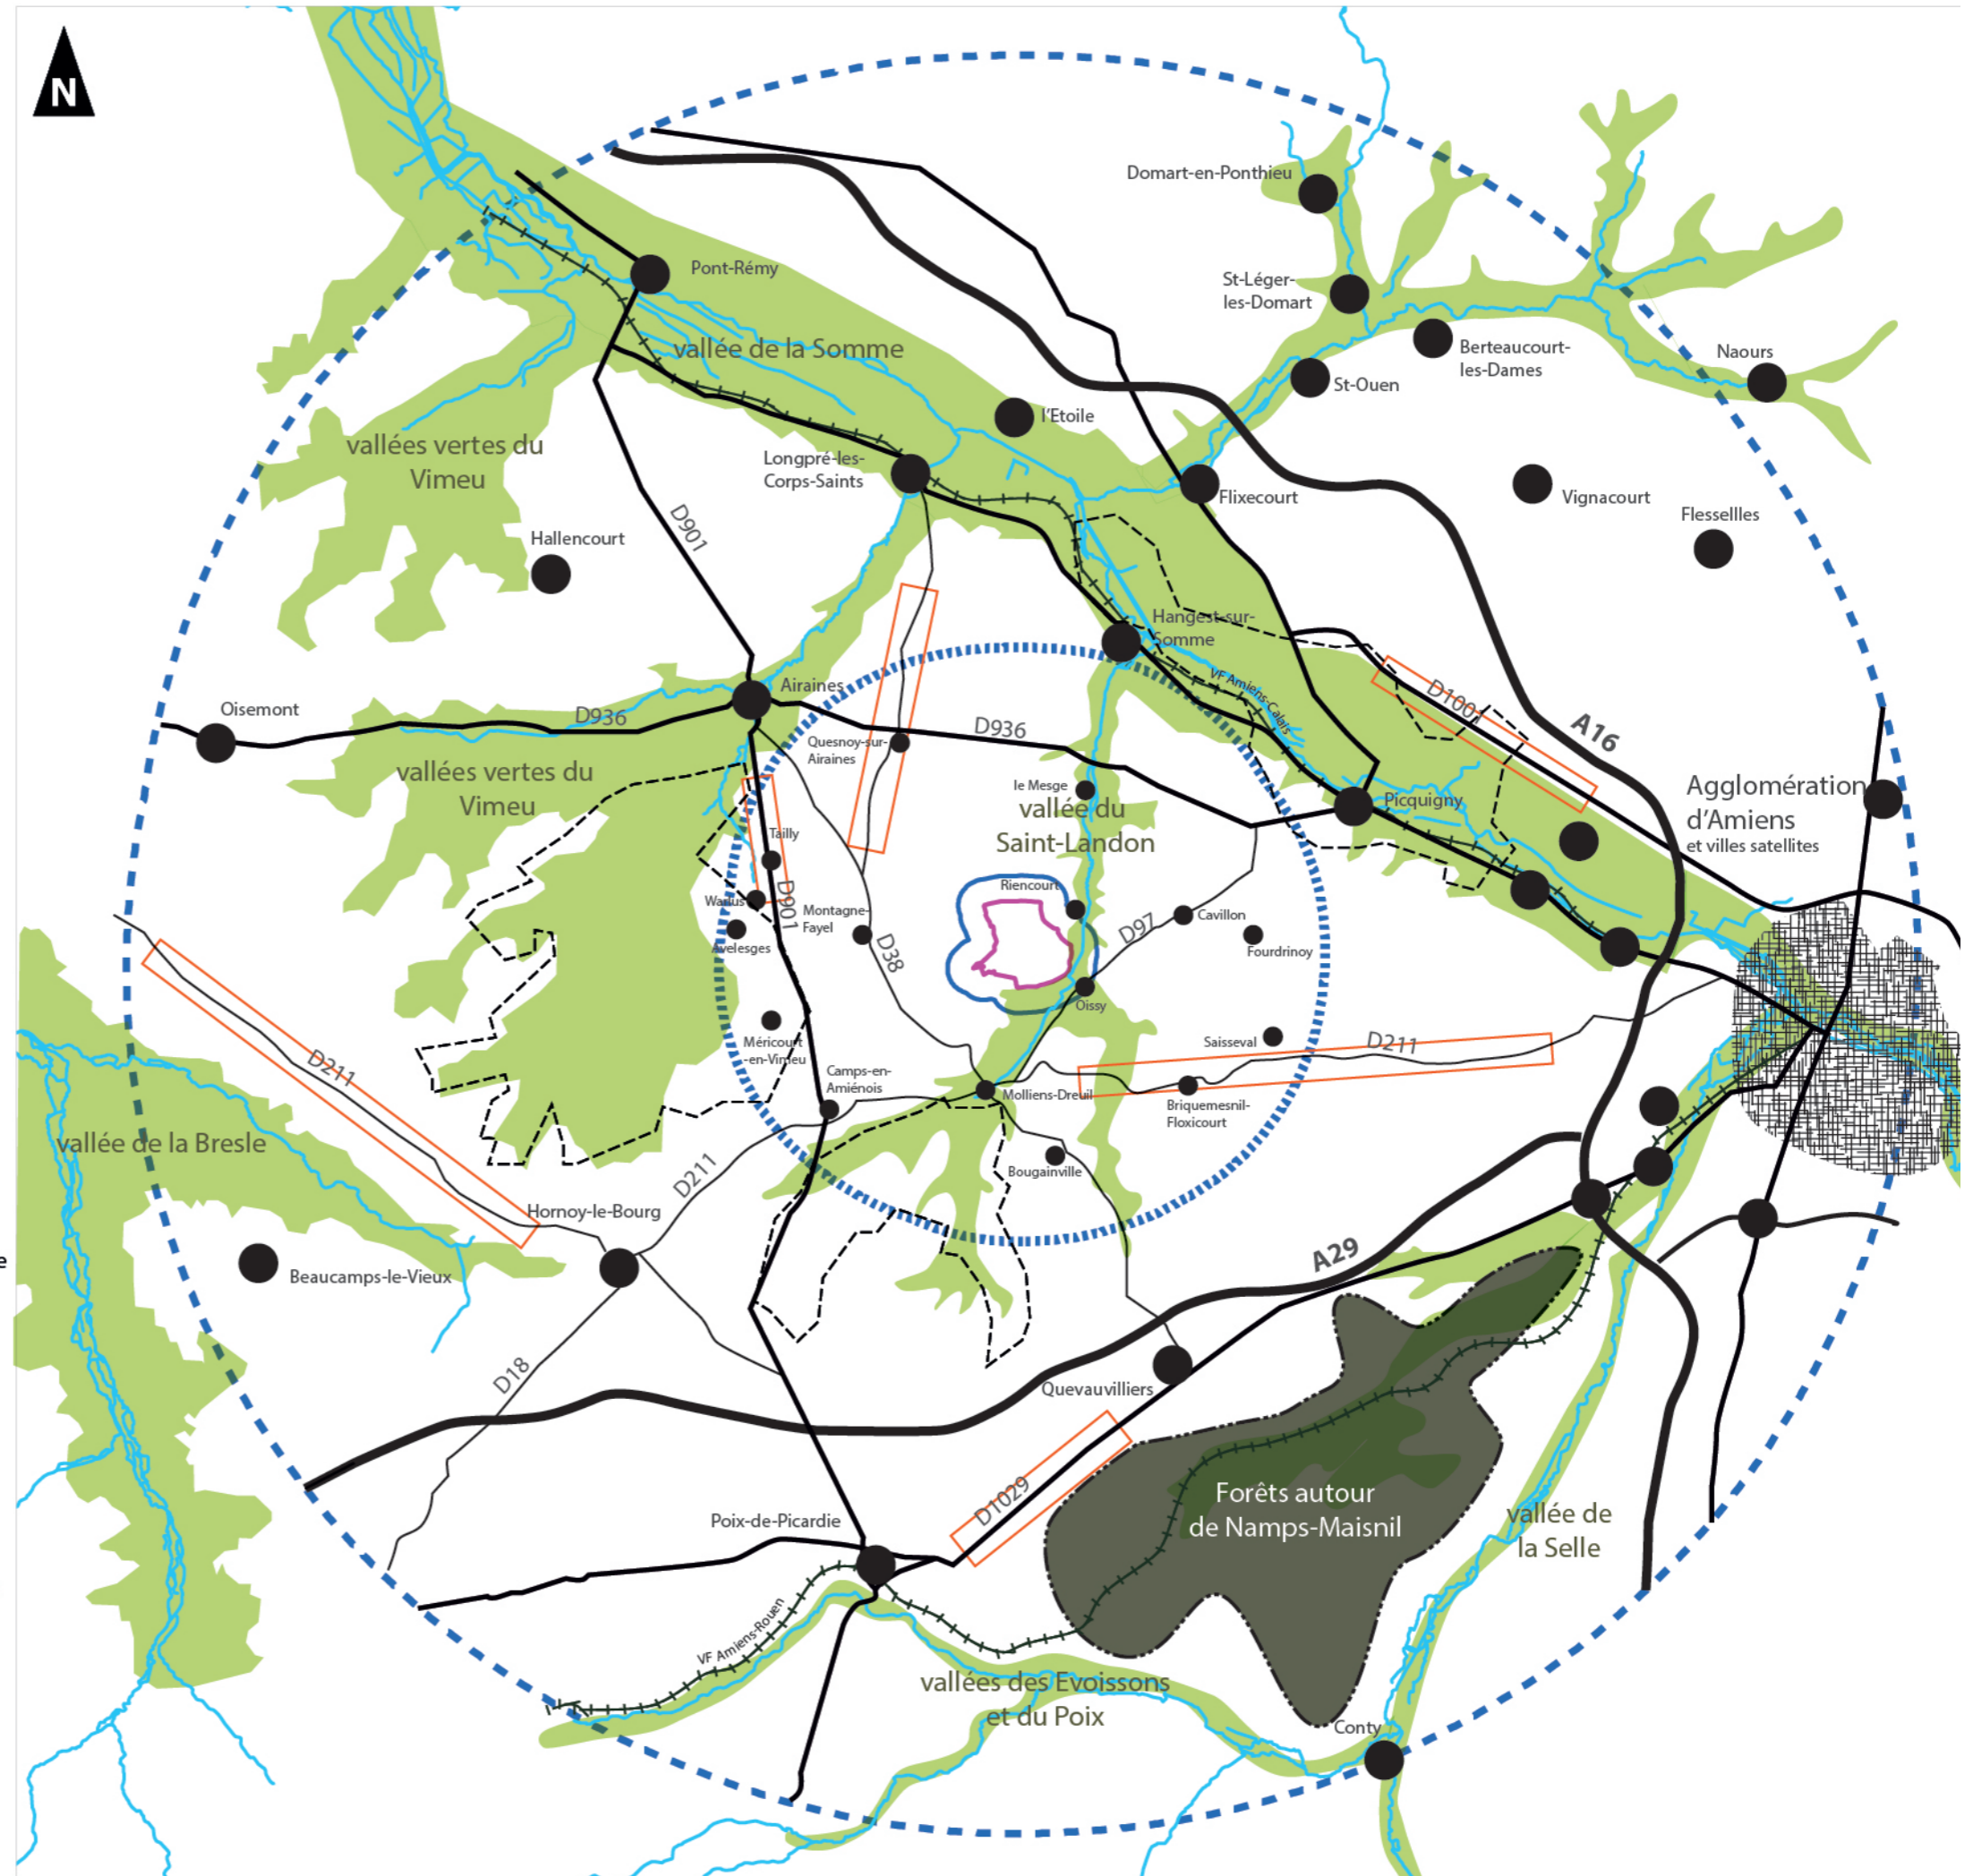 N
Domart-en-Ponthieu
Pont-Rémy
St-Léger-
les-Domart
vallée de la Somme
Berteaucourt-
les-Dames
Naours
St-Ouen
l'Etoile
vallées vertes du
Vimeu
Longpré-les-
Corps-Saints
Flixecourt
Vignacourt
Flessellles
D901
Hallencourt
Hangest-sur-
Somme
VF Amiens-Calais
Airaines
Oisemont
D936
D936
D1001
A16
Quesnoy-sur-
Airaines
vallées vertes du
Vimeu
le Mesge
vallée du
Saint-Landon
Picquigny
Agglomération
d'Amiens
et villes satellites
Tailly
D901
Riencourt
Warlus
Montagne-
Fayel
Avelesges
D38
D97
Cavillon
Fourdrinoy
Oissy
Méricourt
-en-Vimeu
Saisseval
D211
D211
Camps-en-
Amiénois
Molliens-Dreuil
Briquemesnil-
Floxicourt
vallée de la Bresle
D211
Bougainville
Hornoy-le-Bourg
A29
e
Beaucamps-le-Vieux
D18
Quevauvilliers
D1029
Forêts autour
de Namps-Maisnil
vallée de
la Selle
Poix-de-Picardie
VF Amiens-Rouen
vallées des Evoissons
et du Poix
Conty